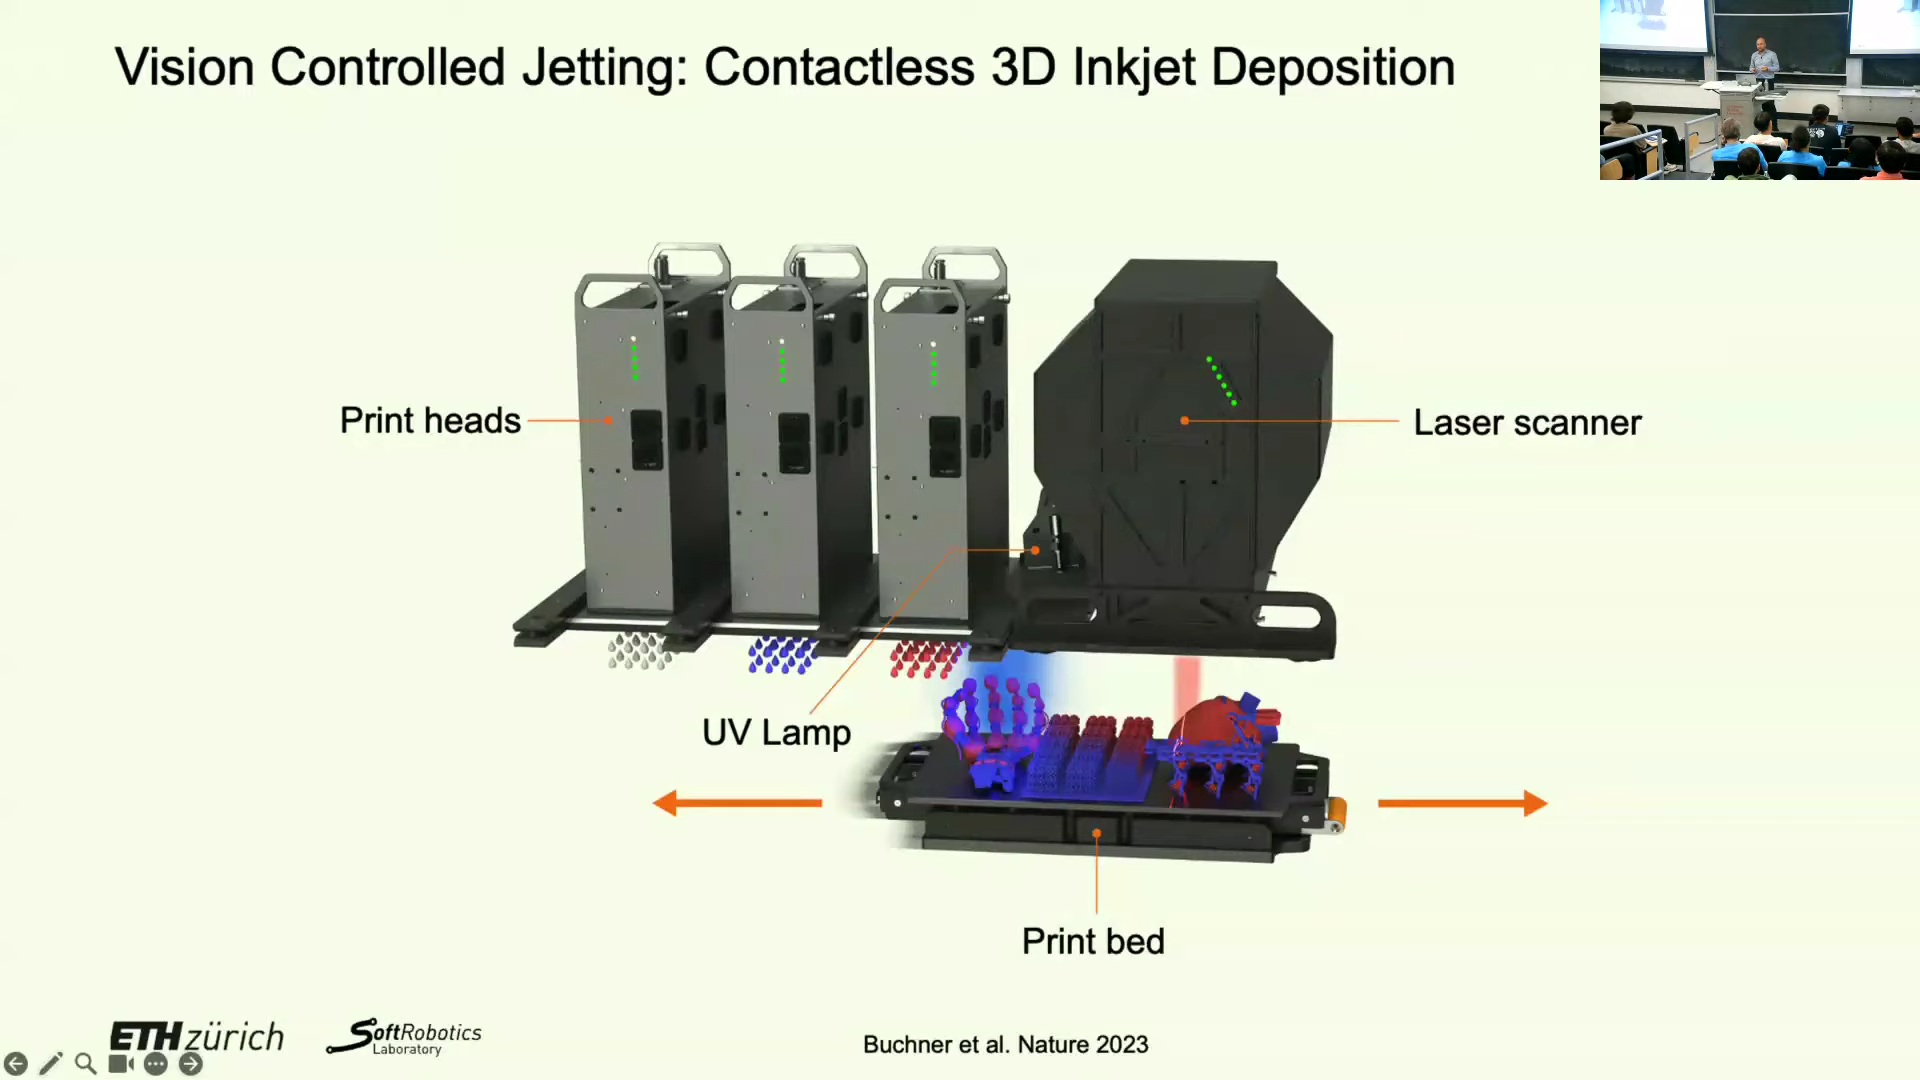 Vision Controlled Jetting: Contactless 3D Inkjet Deposition
Print heads
Laser scanner
UV Lamp
Print bed
ETH zürich
SoftRobotics
Laboratory
Buchner et al. Nature 2023